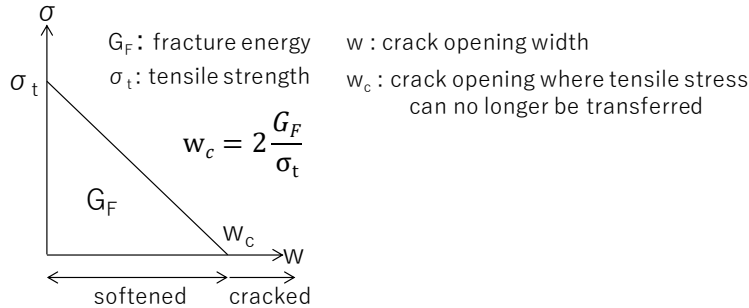 σ
G_F: fracture energy
w : crack opening width
σ_t
σ_t: tensile strength
w_c : crack opening where tensile stress
can no longer be transferred
w_c = 2 G_F/σ_t
G_F
w_c
w
softened
cracked